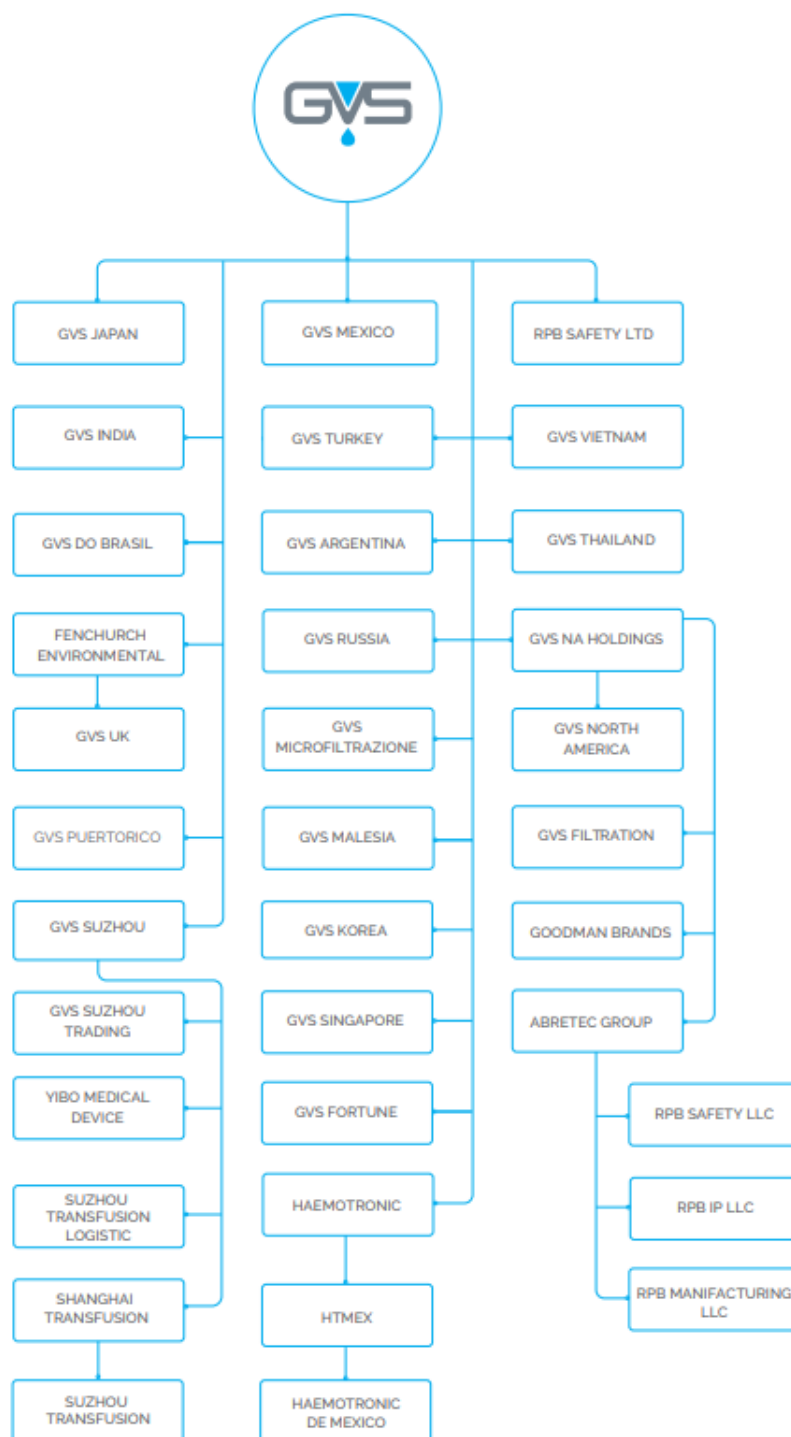 GVS
GVS JAPAN
GVS MEXICO
RPB SAFETY LTD
GVS INDIA
GVS TURKEY
GVS VIETNAM
GVS DO BRASIL
GVS ARGENTINA
GVS THAILAND
FENCHURCH
ENVIRONMENTAL
GVS RUSSIA
GVS NA HOLDINGS
GVS UK
GVS
MICROFILTRAZIONE
GVS NORTH
AMERICA
GVS PUERTORICO
GVS MALESIA
GVS FILTRATION
GVS SUZHOU
GVS KOREA
GOODMAN BRANDS
GVS SUZHOU
TRADING
GVS SINGAPORE
ABRETEC GROUP
YIBO MEDICAL
DEVICE
GVS FORTUNE
RPB SAFETY LLC
SUZHOU
TRANSFUSION
LOGISTIC
HAEMOTRONIC
RPB IP LLC
SHANGHAI
TRANSFUSION
HTMEX
RPB MANIFACTURING
LLC
SUZHOU
TRANSFUSION
HAEMOTRONIC
DE MEXICO